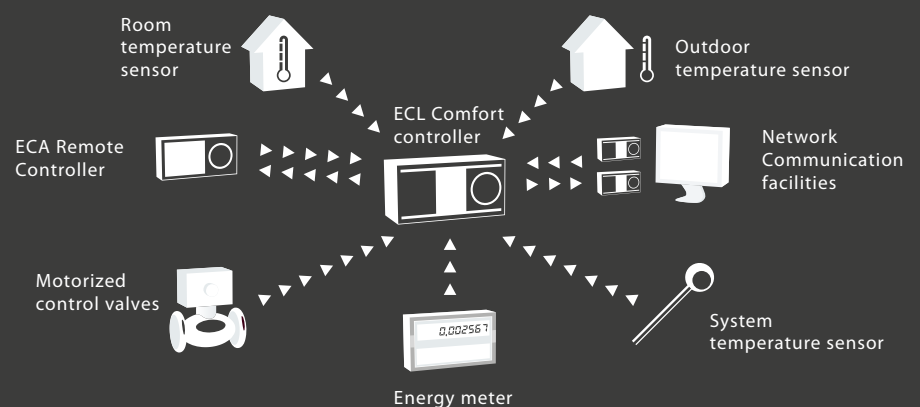 Room
temperature
sensor
Outdoor
temperature sensor
ECL Comfort
controller
ECA Remote
Controller
Network
Communication
facilities
Motorized
control valves
0,002567
System
temperature sensor
Energy meter